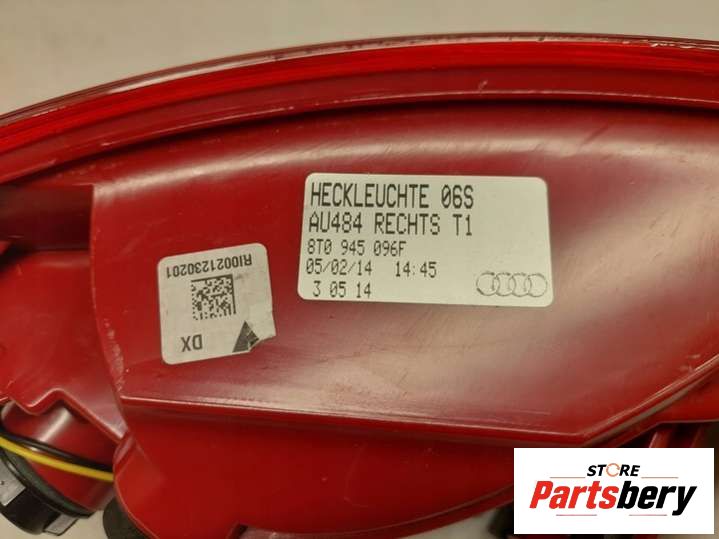 HECKLEUCHTE 06S
AU484 RECHTS T1
8T0 945 096F
05/02/14 14:45
3 05 14
RI0021230201
DX
STORE
Partsbery